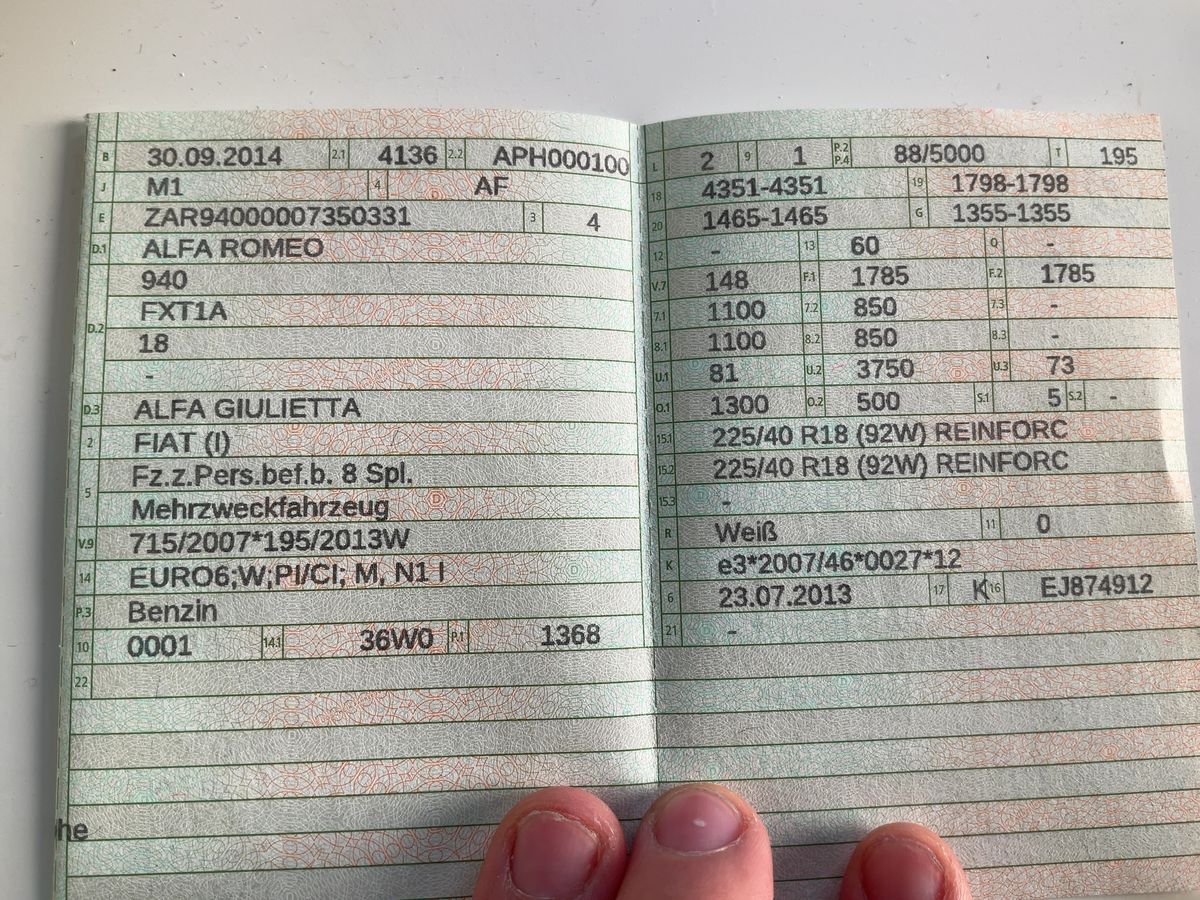 B 30.09.2014 2.1 4136 2.2 APH000100
J M1 4 AF
E ZAR94000007350331 3 4
D.1 ALFA ROMEO
940
FXT1A
D.2 18
-
D.3 ALFA GIULIETTA
2 FIAT (I)
Fz.z.Pers.bef.b. 8 Spl.
5 Mehrzweckfahrzeug
V.9 715/2007*195/2013W
14 EURO6;W;PI/CI; M, N1 I
P.3 Benzin
10 0001 14.1 36W0 P.1 1368
22
he
L 2 9 1 P.2 P.4 88/5000 T 195
18 4351-4351 19 1798-1798
20 1465-1465 G 1355-1355
12 - 13 60 Q -
V.7 148 F.1 1785 F.2 1785
7.1 1100 7.2 850 7.3 -
8.1 1100 8.2 850 8.3 -
U.1 81 U.2 3750 U.3 73
O.1 1300 O.2 500 S.1 5 S.2 -
15.1 225/40 R18 (92W) REINFORC
15.2 225/40 R18 (92W) REINFORC
15.3 -
R Weiß 11 0
K e3*2007/46*0027*12
6 23.07.2013 17 K 16 EJ874912
21 -